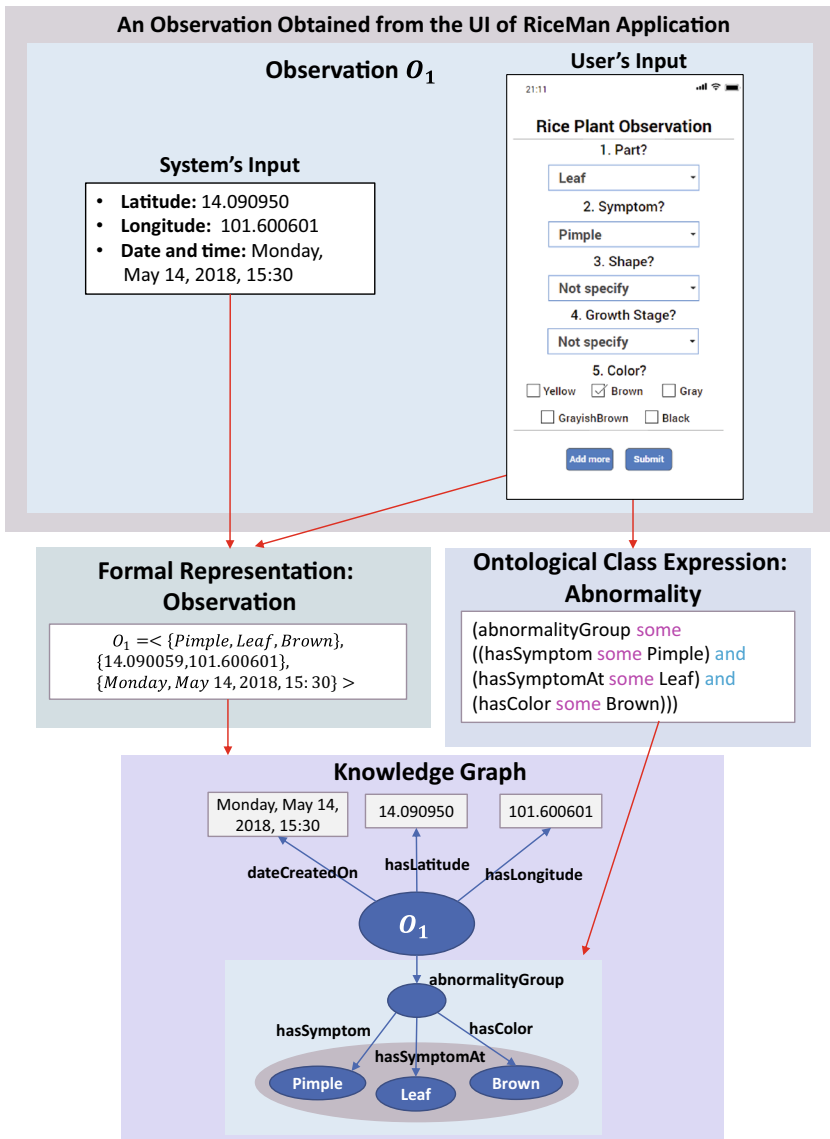 An Observation Obtained from the UI of RiceMan Application
Observation O₁
User's Input
System's Input
• Latitude: 14.090950
• Longitude: 101.600601
• Date and time: Monday,
May 14, 2018, 15:30
21:11
Rice Plant Observation
1. Part?
Leaf
2. Symptom?
Pimple
3. Shape?
Not specify
4. Growth Stage?
Not specify
5. Color?
Yellow Brown Gray
GrayishBrown Black
Add more Submit
Formal Representation:
Observation
O₁ =< {Pimple, Leaf, Brown},
{14.090059,101.600601},
{Monday, May 14, 2018, 15: 30} >
Ontological Class Expression:
Abnormality
(abnormalityGroup some
((hasSymptom some Pimple) and
(hasSymptomAt some Leaf) and
(hasColor some Brown)))
Knowledge Graph
Monday, May 14,
2018, 15:30
14.090950
101.600601
dateCreatedOn
hasLatitude
hasLongitude
O₁
abnormalityGroup
hasSymptom
hasColor
hasSymptomAt
Pimple
Leaf
Brown